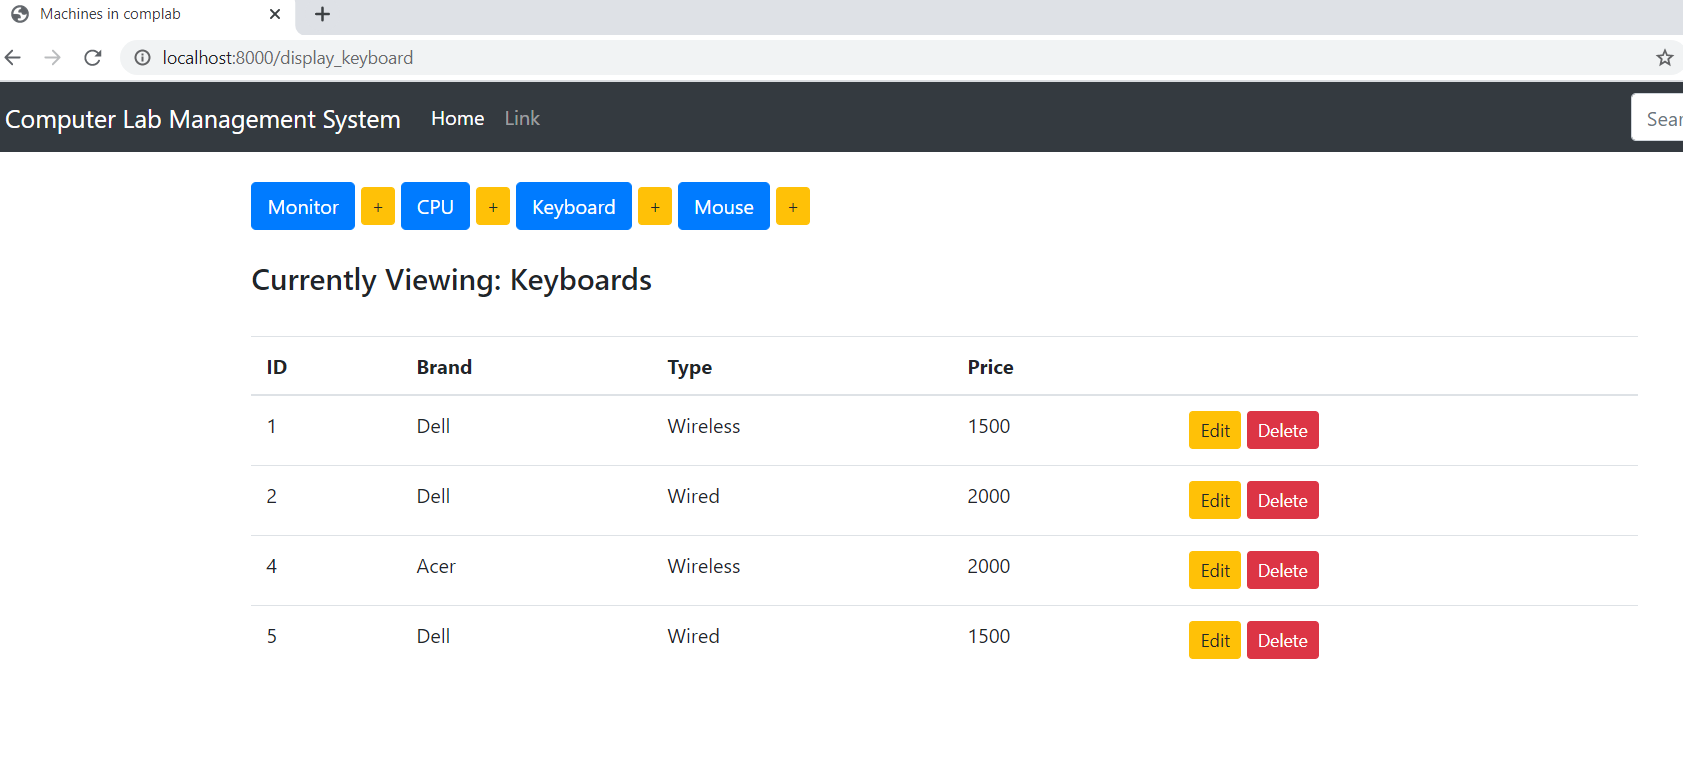 Machines in complab
localhost:8000/display_keyboard
Computer Lab Management System Home Link Sear
Monitor + CPU + Keyboard + Mouse +
Currently Viewing: Keyboards
ID Brand Type Price
1 Dell Wireless 1500 Edit Delete
2 Dell Wired 2000 Edit Delete
4 Acer Wireless 2000 Edit Delete
5 Dell Wired 1500 Edit Delete